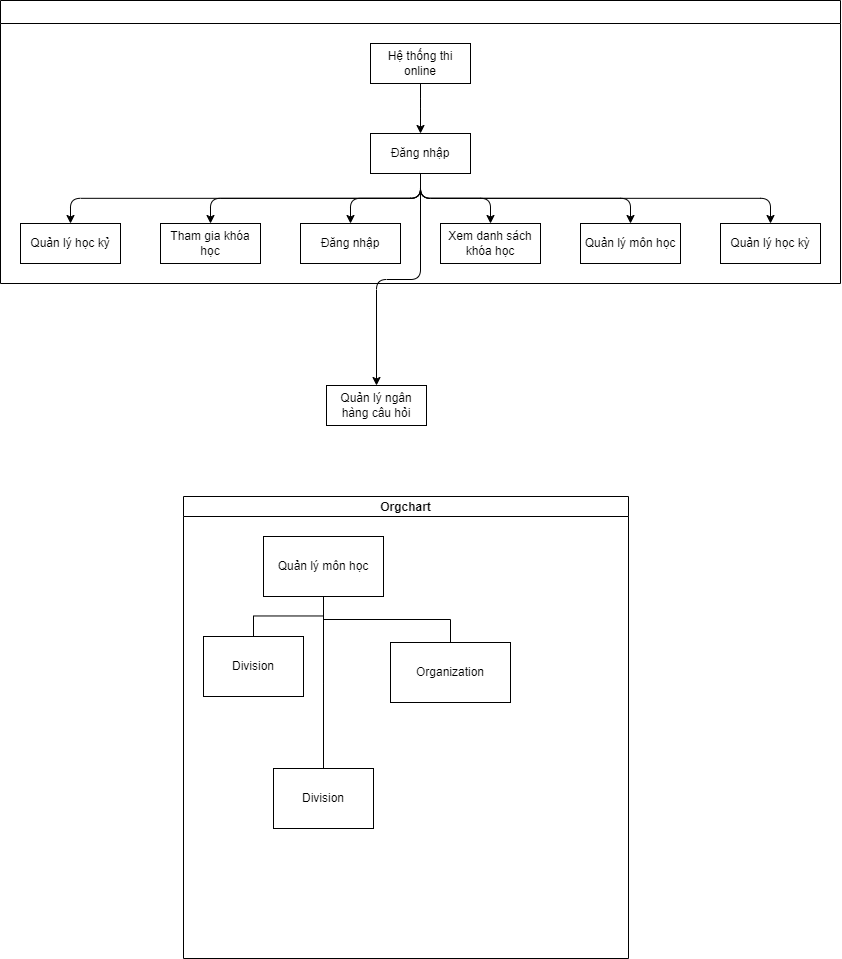 Hệ thống thi
online
Đăng nhập
Quản lý học kỷ
Tham gia khóa
học
Đăng nhập
Xem danh sách
khóa học
Quản lý môn học
Quản lý học kỳ
Quản lý ngân
hàng câu hỏi
Orgchart
Quản lý môn học
Division
Organization
Division